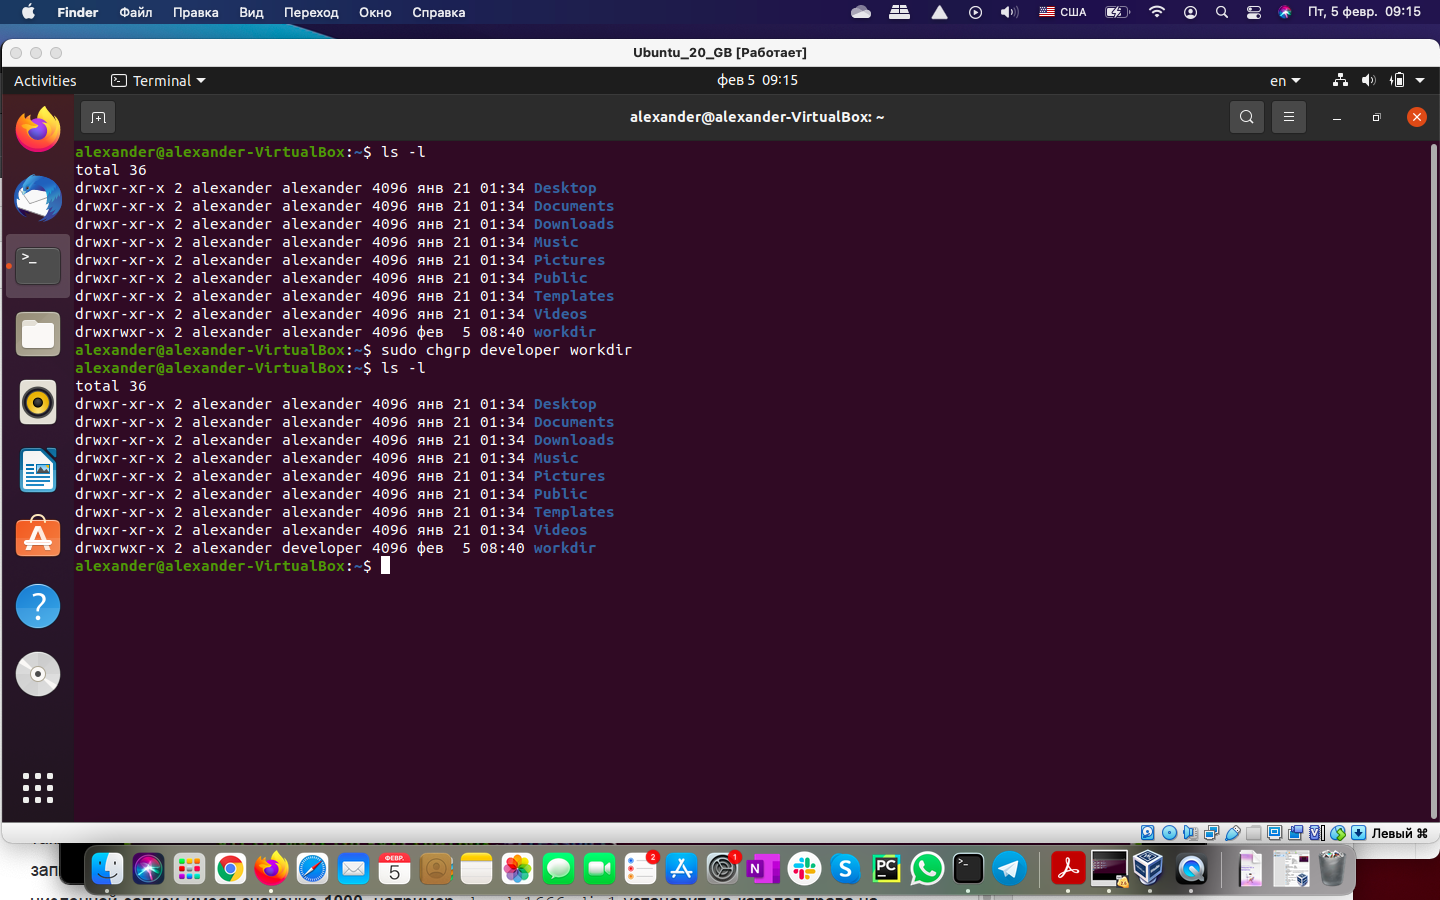 Finder Файл Правка Вид Переход Окно Справка США Пт, 5 февр. 09:15
Ubuntu_20_GB [Работает]
Activities Terminal фев 5 09:15 en
alexander@alexander-VirtualBox: ~
alexander@alexander-VirtualBox:~$ ls -l
total 36
drwxr-xr-x 2 alexander alexander 4096 янв 21 01:34 Desktop
drwxr-xr-x 2 alexander alexander 4096 янв 21 01:34 Documents
drwxr-xr-x 2 alexander alexander 4096 янв 21 01:34 Downloads
drwxr-xr-x 2 alexander alexander 4096 янв 21 01:34 Music
drwxr-xr-x 2 alexander alexander 4096 янв 21 01:34 Pictures
drwxr-xr-x 2 alexander alexander 4096 янв 21 01:34 Public
drwxr-xr-x 2 alexander alexander 4096 янв 21 01:34 Templates
drwxr-xr-x 2 alexander alexander 4096 янв 21 01:34 Videos
drwxrwxr-x 2 alexander alexander 4096 фев  5 08:40 workdir
alexander@alexander-VirtualBox:~$ sudo chgrp developer workdir
alexander@alexander-VirtualBox:~$ ls -l
total 36
drwxr-xr-x 2 alexander alexander 4096 янв 21 01:34 Desktop
drwxr-xr-x 2 alexander alexander 4096 янв 21 01:34 Documents
drwxr-xr-x 2 alexander alexander 4096 янв 21 01:34 Downloads
drwxr-xr-x 2 alexander alexander 4096 янв 21 01:34 Music
drwxr-xr-x 2 alexander alexander 4096 янв 21 01:34 Pictures
drwxr-xr-x 2 alexander alexander 4096 янв 21 01:34 Public
drwxr-xr-x 2 alexander alexander 4096 янв 21 01:34 Templates
drwxr-xr-x 2 alexander alexander 4096 янв 21 01:34 Videos
drwxrwxr-x 2 alexander developer 4096 фев  5 08:40 workdir
alexander@alexander-VirtualBox:~$
Левый ⌘
ФЕВР.
5
2
1
N
S
PC